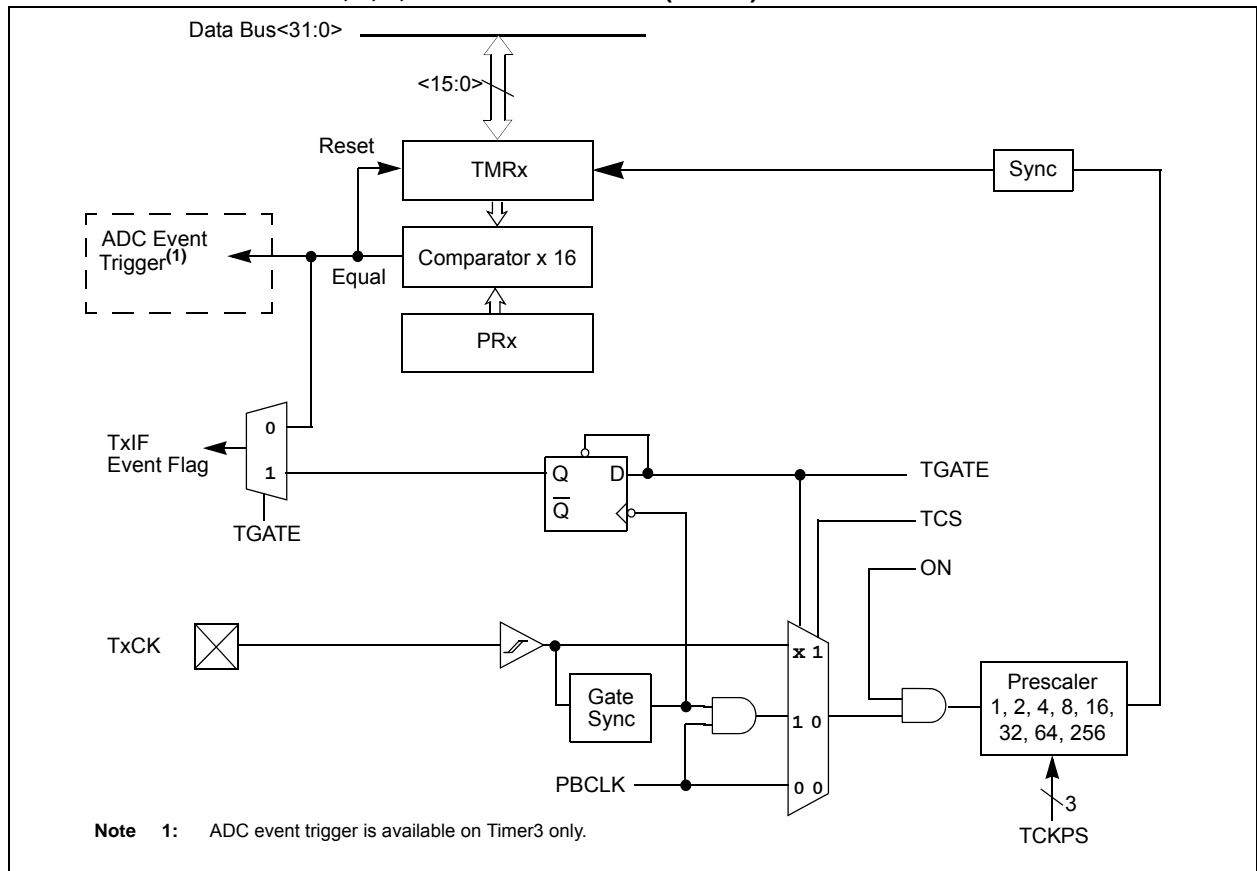 Data Bus<31:0>
<15:0>
Reset
TMRx
Sync
ADC Event
Trigger(1)
Equal
Comparator x 16
PRx
0
1
TxIF
Event Flag
TGATE
Q
D
Q
TGATE
TCS
ON
TxCK
x 1
Gate
Sync
1 0
Prescaler
1, 2, 4, 8, 16,
32, 64, 256
PBCLK
0 0
3
TCKPS
Note 1: ADC event trigger is available on Timer3 only.